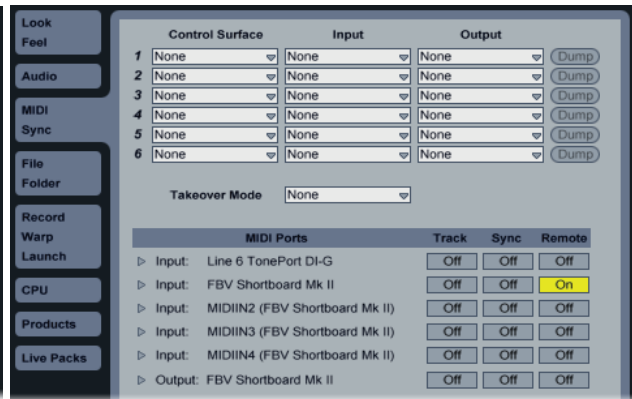 Look
Feel
Audio
MIDI
Sync
File
Folder
Record
Warp
Launch
CPU
Products
Live Packs
Control Surface Input Output
1 None None None Dump
2 None None None Dump
3 None None None Dump
4 None None None Dump
5 None None None Dump
6 None None None Dump
Takeover Mode None
MIDI Ports Track Sync Remote
Input: Line 6 TonePort DI-G Off Off Off
Input: FBV Shortboard Mk II Off Off On
Input: MIDIIN2 (FBV Shortboard Mk II) Off Off Off
Input: MIDIIN3 (FBV Shortboard Mk II) Off Off Off
Input: MIDIIN4 (FBV Shortboard Mk II) Off Off Off
Output: FBV Shortboard Mk II Off Off Off